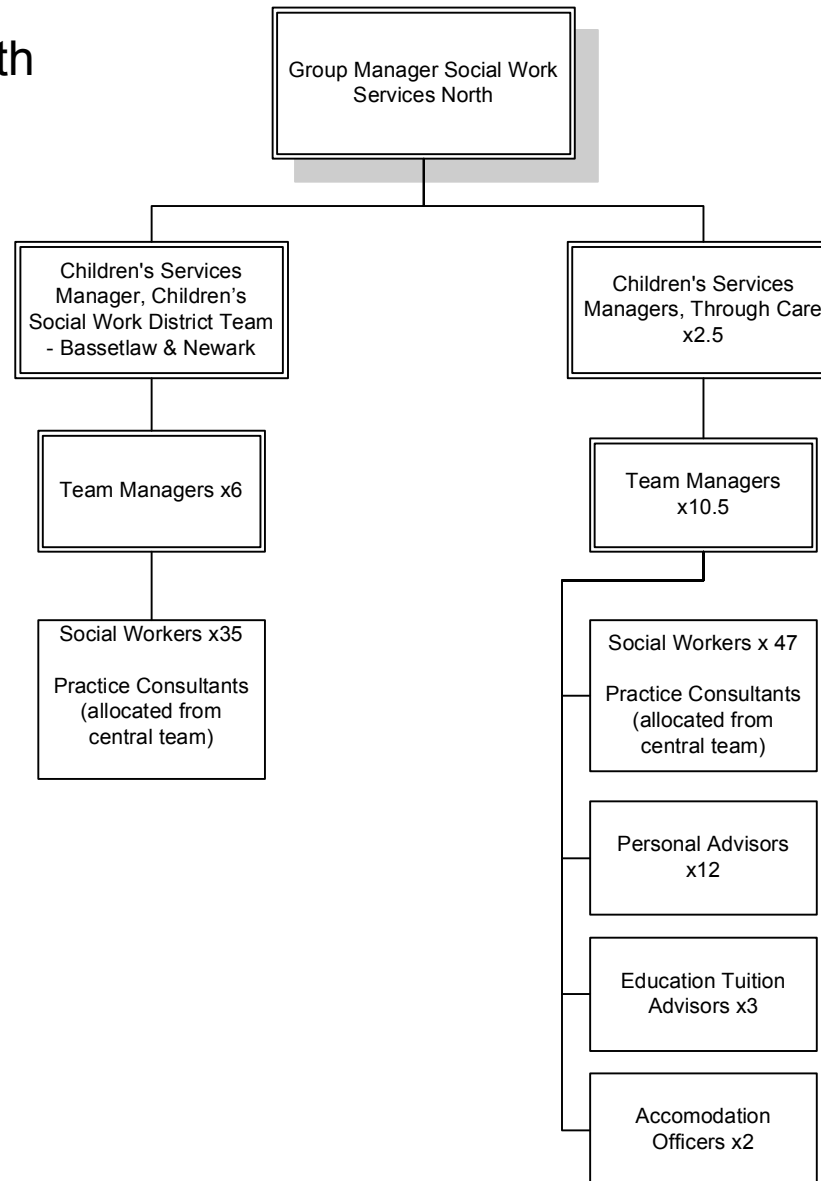 th
Group Manager Social Work
Services North
Children's Services
Manager, Children’s
Social Work District Team
- Bassetlaw & Newark
Children's Services
Managers, Through Care
x2.5
Team Managers x6
Team Managers
x10.5
Social Workers x35
Practice Consultants
(allocated from
central team)
Social Workers x 47
Practice Consultants
(allocated from
central team)
Personal Advisors
x12
Education Tuition
Advisors x3
Accomodation
Officers x2